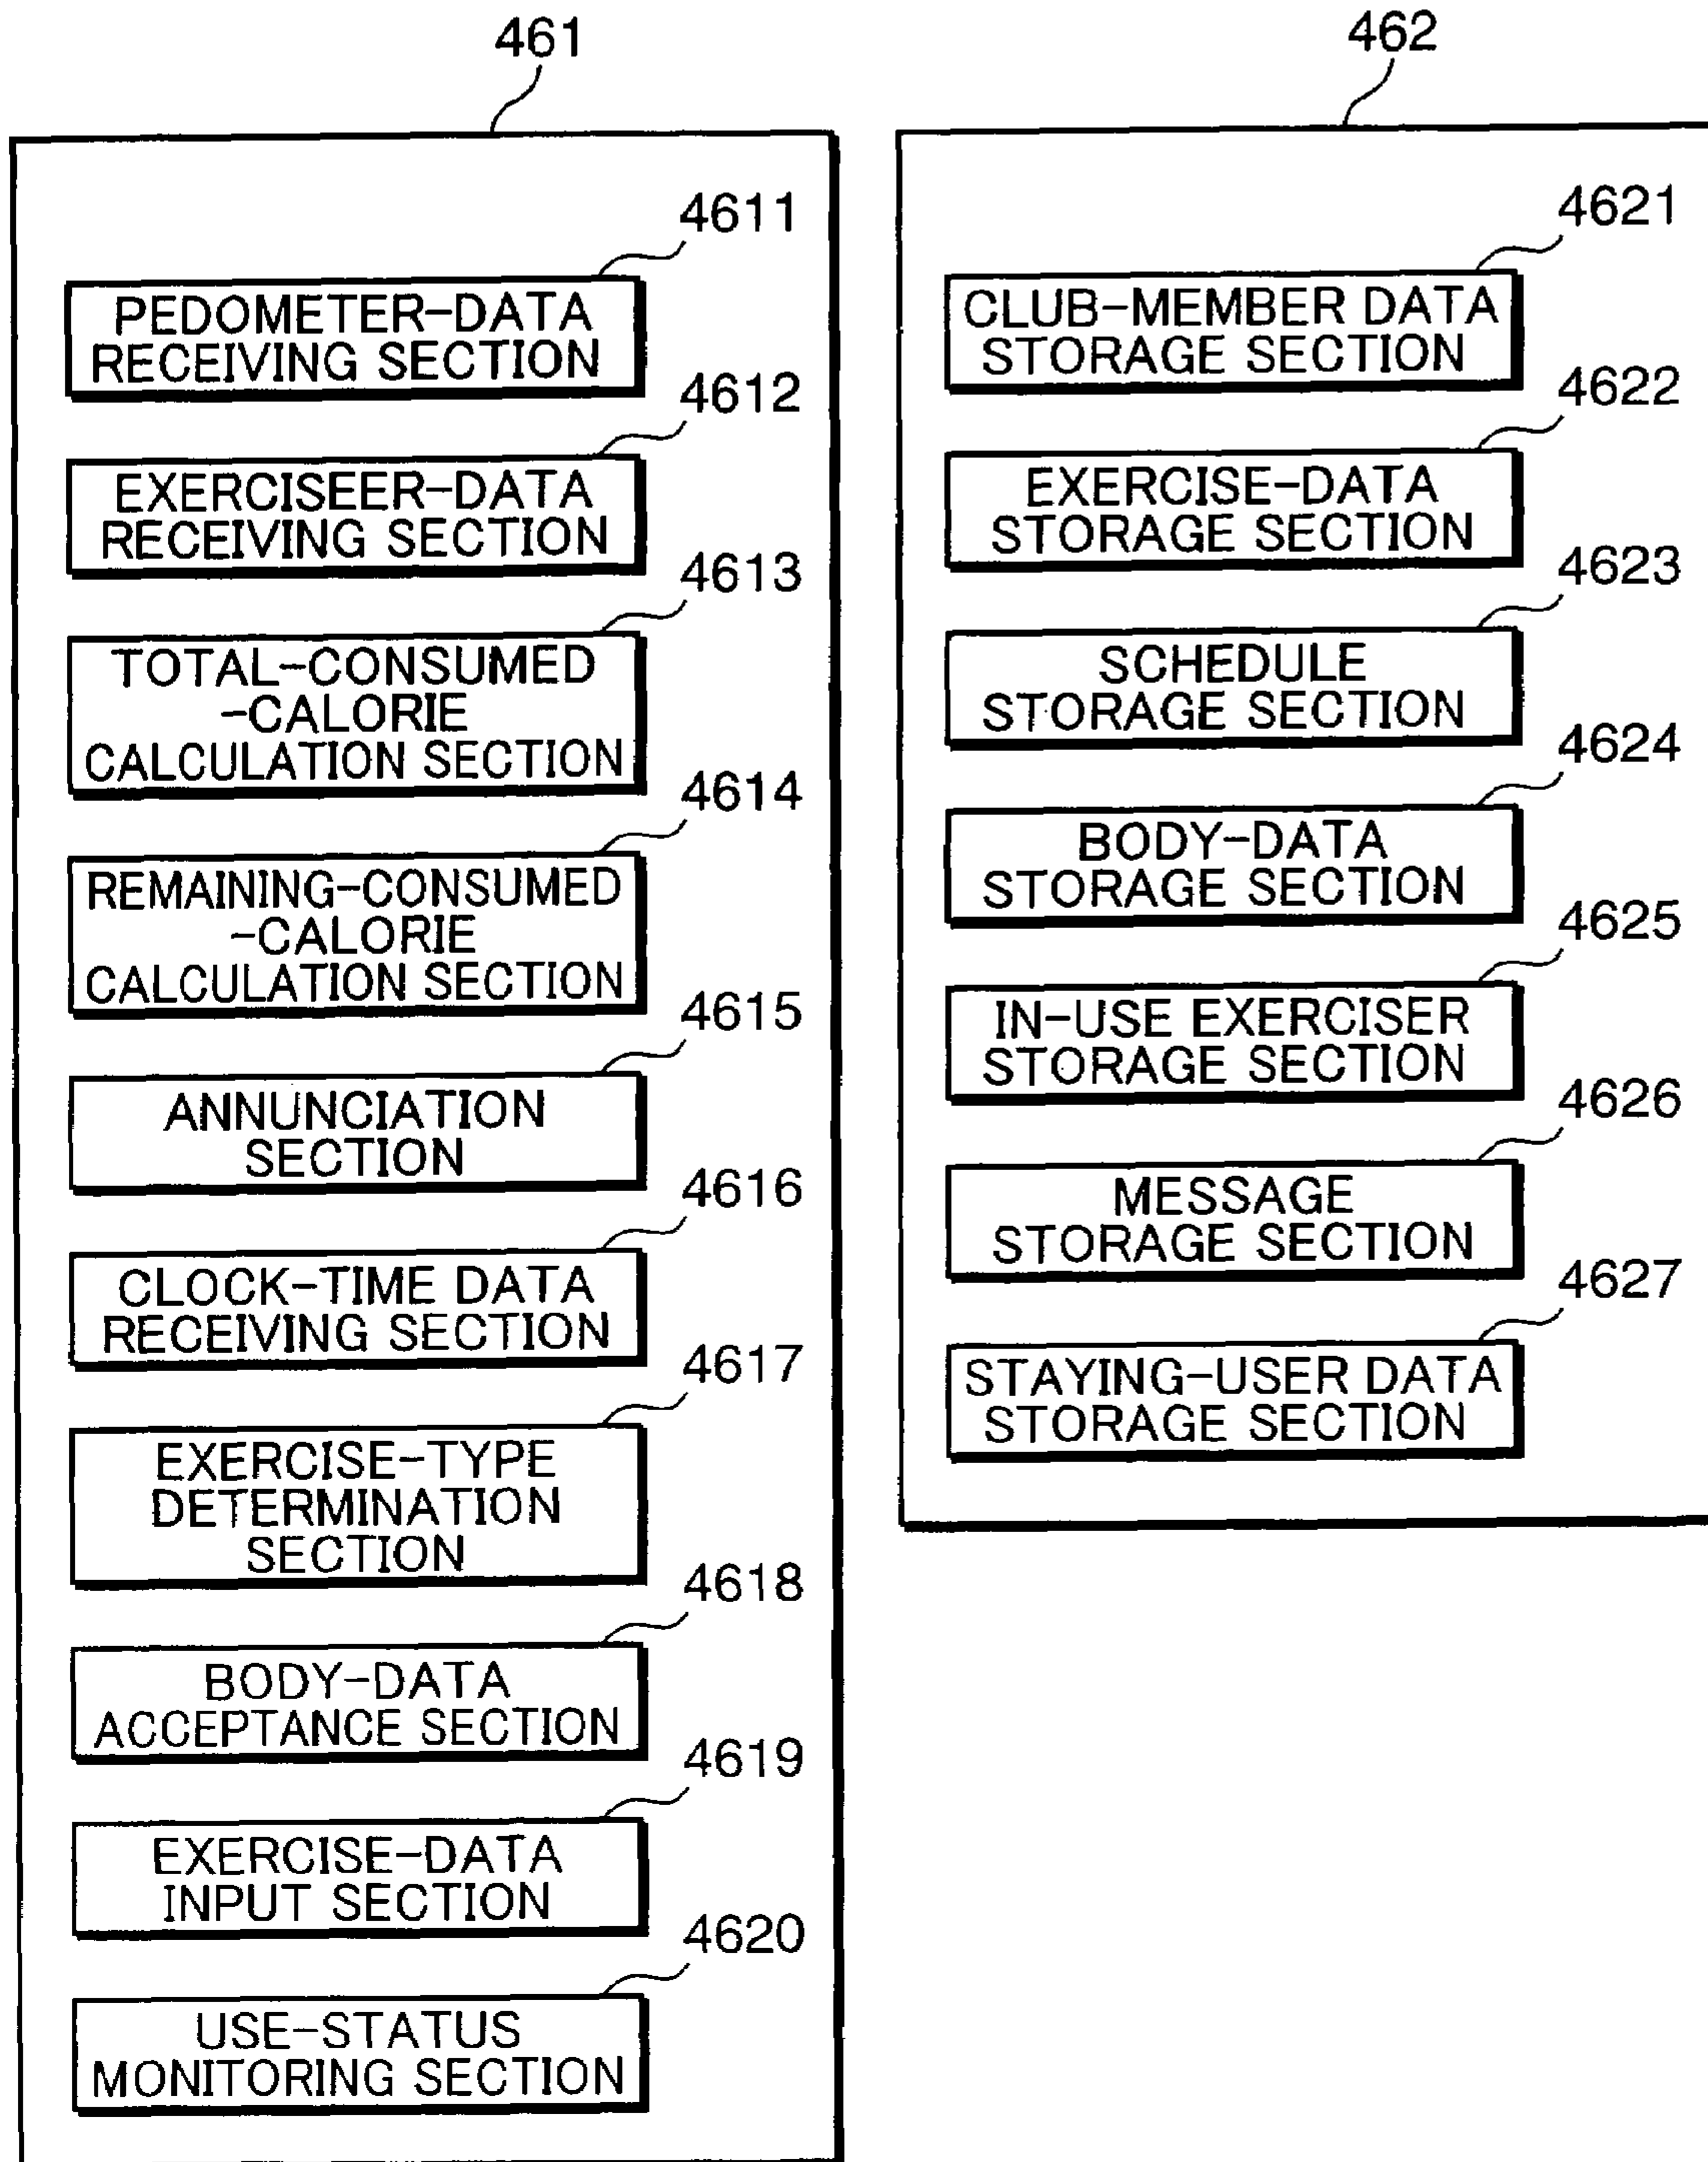 461
4611
PEDOMETER-DATA
RECEIVING SECTION
4612
EXERCISEER-DATA
RECEIVING SECTION
4613
TOTAL-CONSUMED
-CALORIE
CALCULATION SECTION
4614
REMAINING-CONSUMED
-CALORIE
CALCULATION SECTION
4615
ANNUNCIATION
SECTION
4616
CLOCK-TIME DATA
RECEIVING SECTION
4617
EXERCISE-TYPE
DETERMINATION
SECTION
4618
BODY-DATA
ACCEPTANCE SECTION
4619
EXERCISE-DATA
INPUT SECTION
4620
USE-STATUS
MONITORING SECTION
462
4621
CLUB-MEMBER DATA
STORAGE SECTION
4622
EXERCISE-DATA
STORAGE SECTION
4623
SCHEDULE
STORAGE SECTION
4624
BODY-DATA
STORAGE SECTION
4625
IN-USE EXERCISER
STORAGE SECTION
4626
MESSAGE
STORAGE SECTION
4627
STAYING-USER DATA
STORAGE SECTION